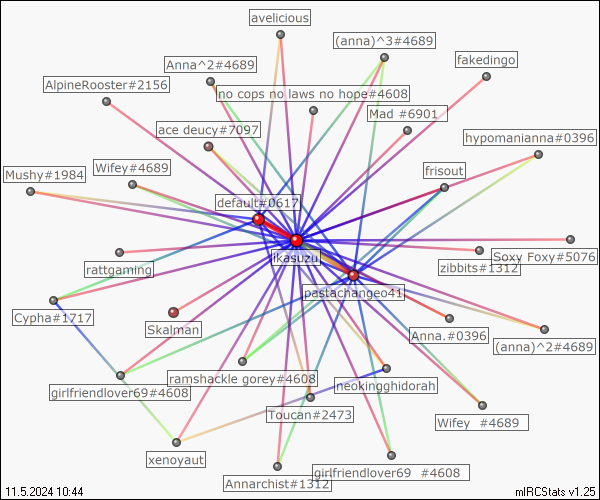 avelicious
(anna)^3#4689
Anna^2#4689
fakedingo
AlpineRooster#2156
no cops no laws no hope#4608
Mad #6901
ace deucy#7097
hypomanianna#0396
Mushy#1984
Wifey#4689
frisout
default#0617
likasuzu
Soxy Foxy#5076
rattgaming
zibbits#1312
pastachangeo41
Cypha#1717
Skalman
Anna.#0396
(anna)^2#4689
ramshackle gorey#4608
neokingghidorah
girlfriendlover69#4608
Toucan#2473
Wifey #4689
xenoyaut
girlfriendlover69 #4608
Annarchist#1312
11.5.2024 10:44
mIRCStats v1.25